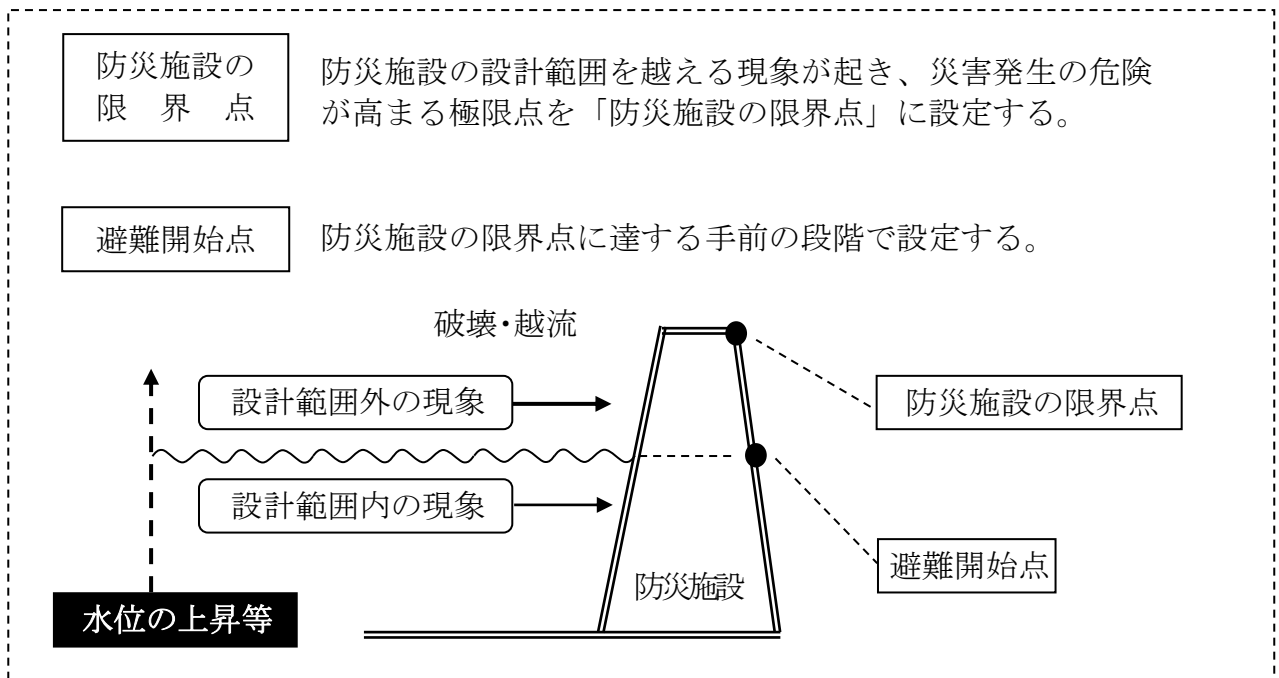 防災施設の
限界点
防災施設の設計範囲を越える現象が起き、災害発生の危険
が高まる極限点を「防災施設の限界点」に設定する。
避難開始点
防災施設の限界点に達する手前の段階で設定する。
破壊・越流
設計範囲外の現象
防災施設の限界点
設計範囲内の現象
避難開始点
防災施設
水位の上昇等